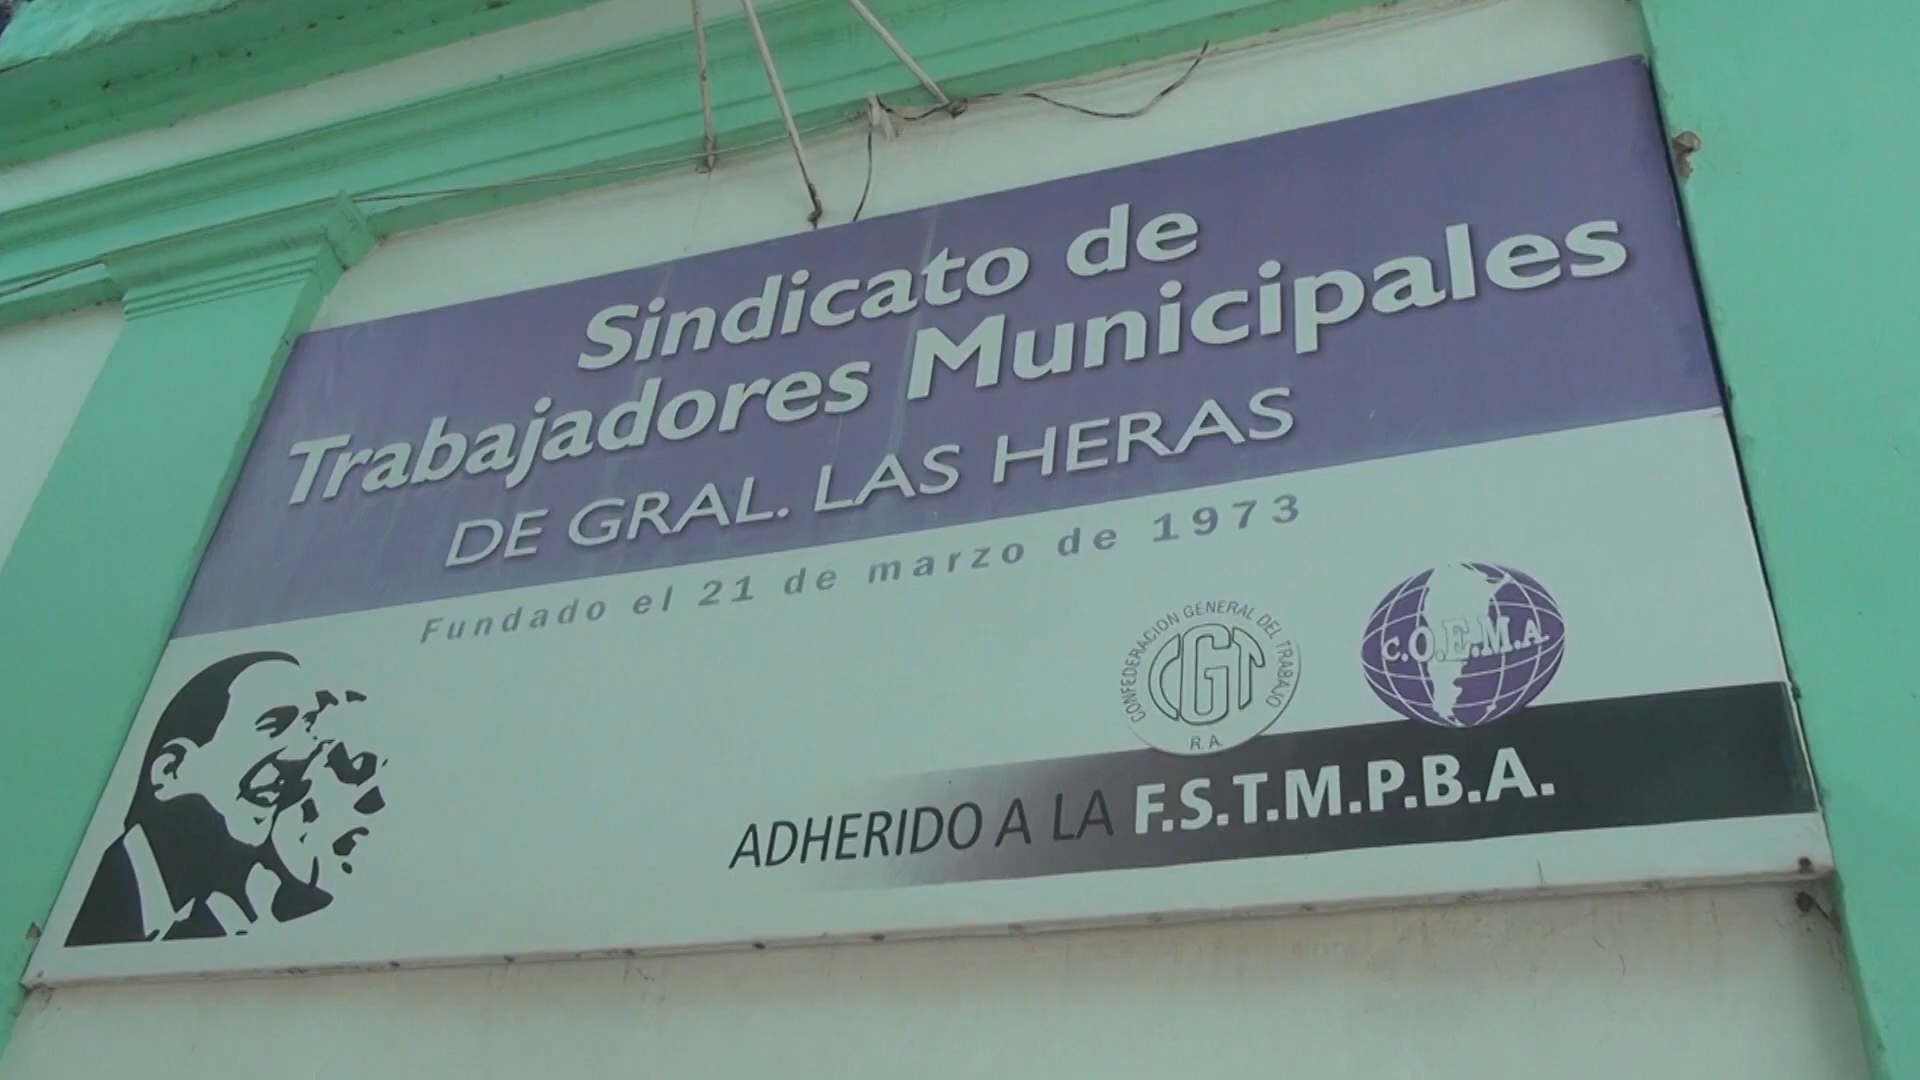 Sindicato de
Trabajadores Municipales
DE GRAL. LAS HERAS
Fundado el 21 de marzo de 1973
CONFEDERACION GENERAL DEL TRABAJO
CGT
R.A.
C.O.E.M.A.
ADHERIDO A LA F.S.T.M.P.B.A.